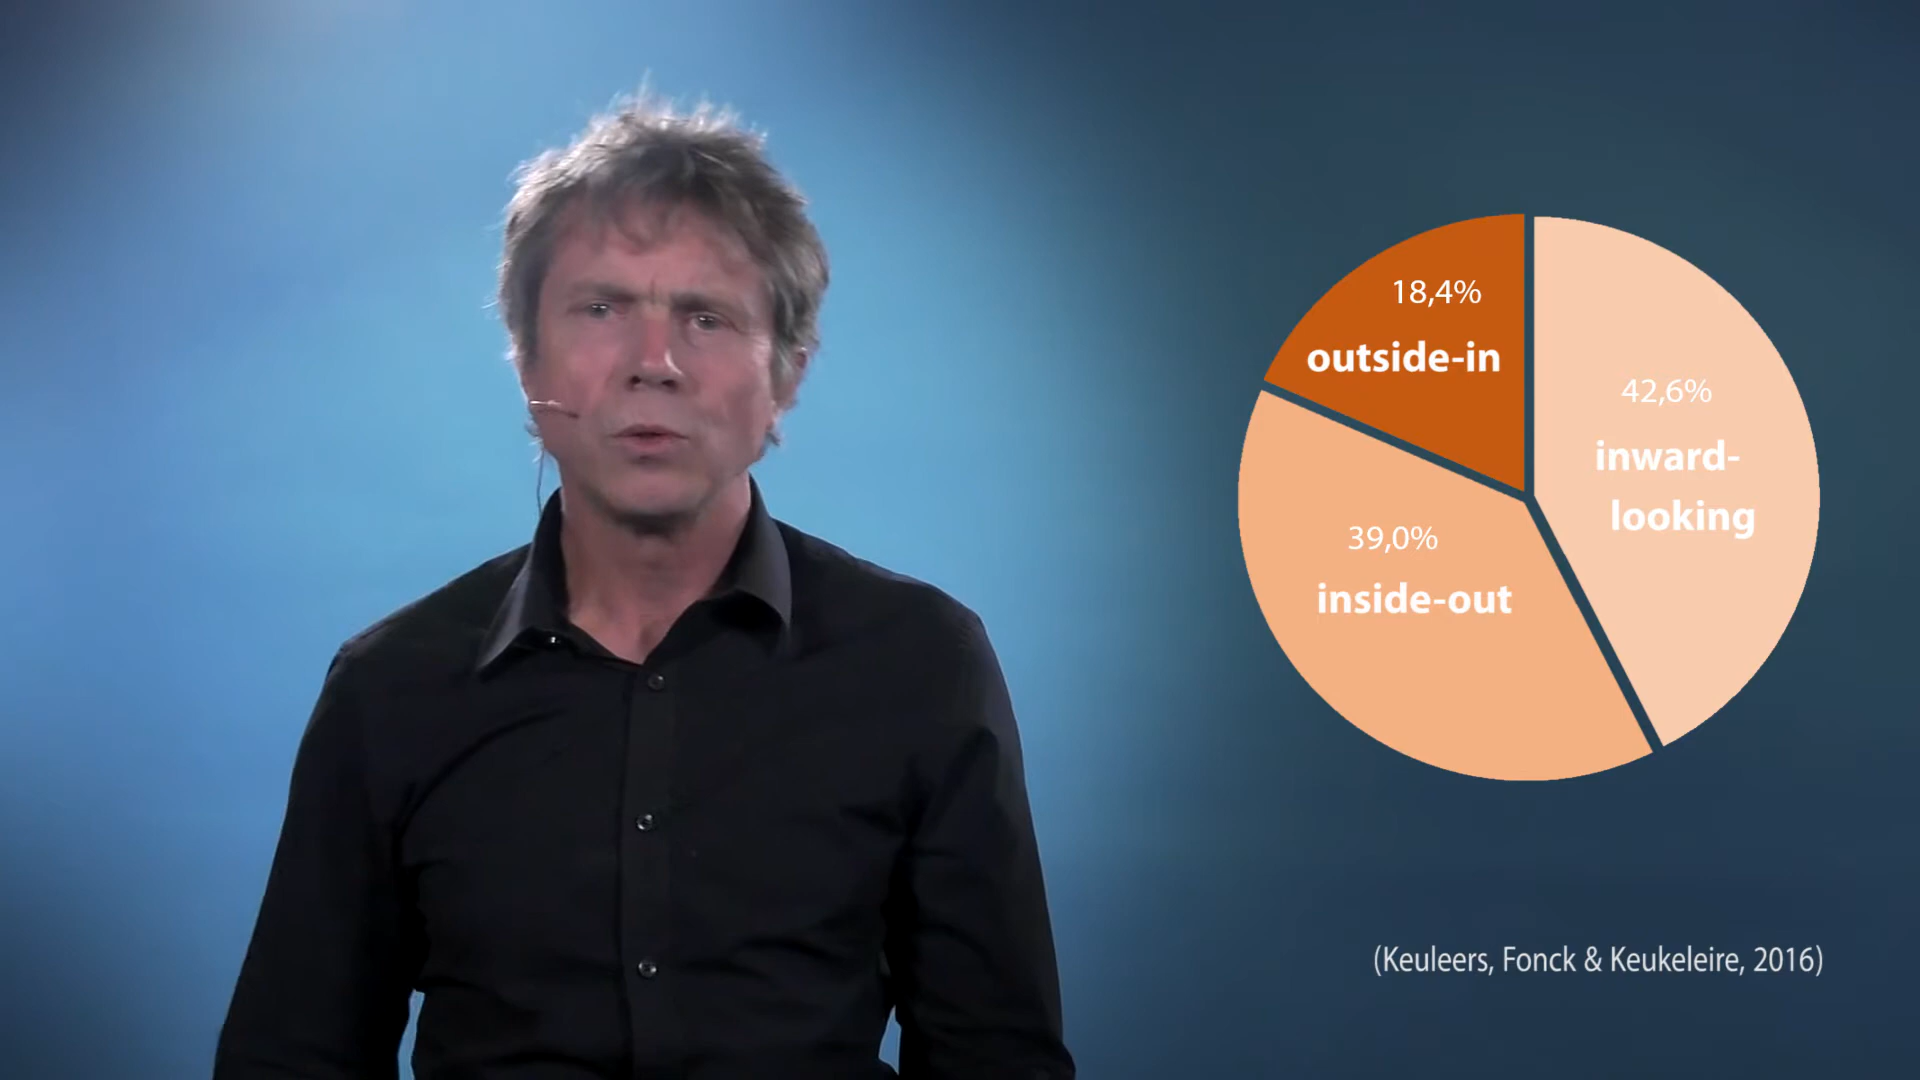 18,4%
outside-in
42,6%
inward-
looking
39,0%
inside-out
(Keuleers, Fonck & Keukeleire, 2016)